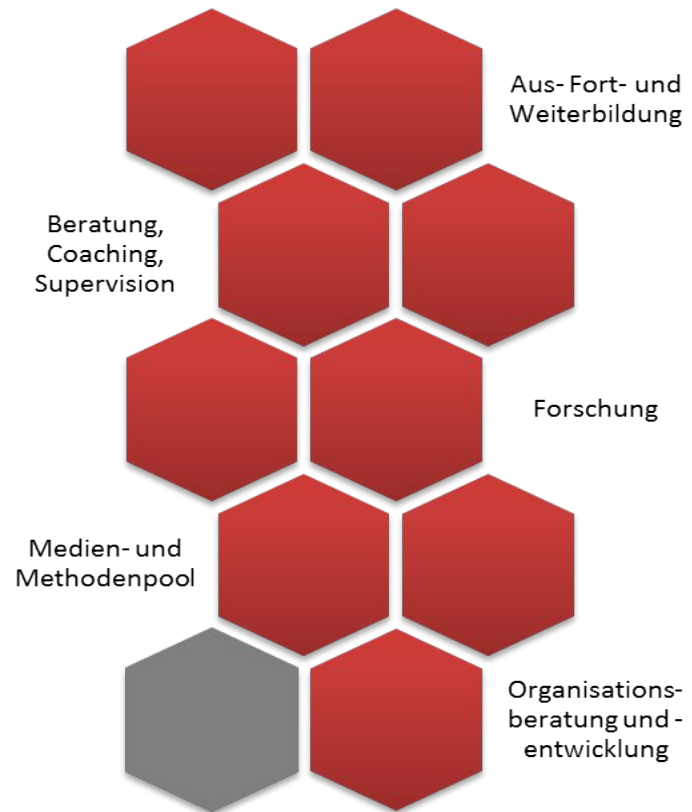 Aus- Fort- und
Weiterbildung
Beratung,
Coaching,
Supervision
Forschung
Medien- und
Methodenpool
Organisations-
beratung und -
entwicklung